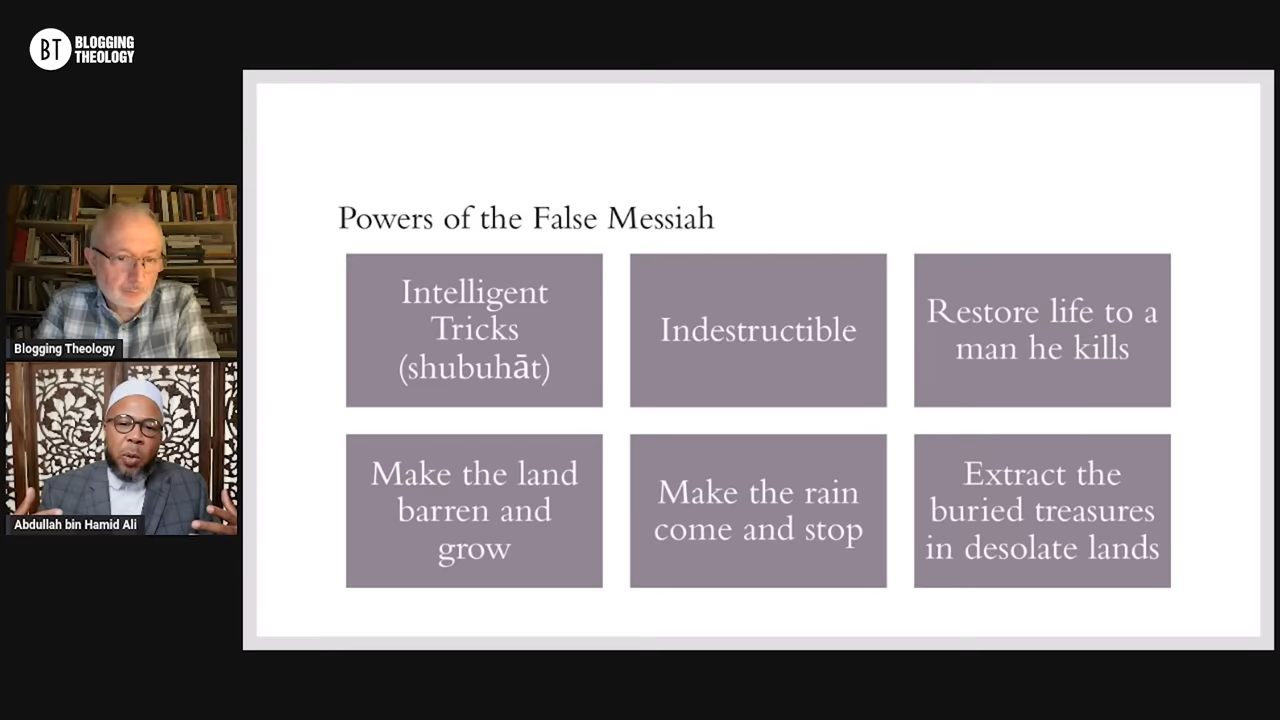 BT
BLOGGING
THEOLOGY
Blogging Theology
Abdullah bin Hamid Ali
Powers of the False Messiah
Intelligent
Tricks
(shubuhāt)
Indestructible
Restore life to a
man he kills
Make the land
barren and
grow
Make the rain
come and stop
Extract the
buried treasures
in desolate lands